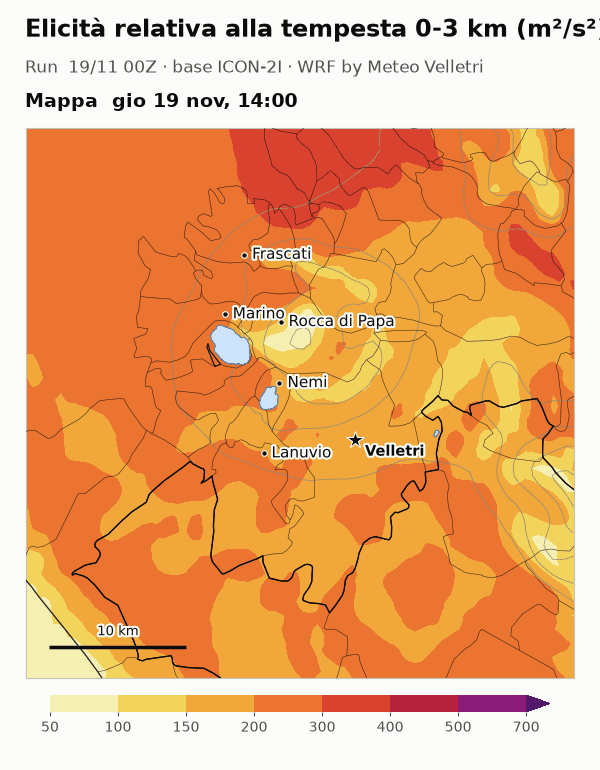 Elicità relativa alla tempesta 0-3 km (m²/s²)
Run 19/11 00Z · base ICON-2I · WRF by Meteo Velletri
Mappa gio 19 nov, 14:00
Frascati
Marino
Rocca di Papa
Nemi
Velletri
Lanuvio
10 km
50 100 150 200 300 400 500 700